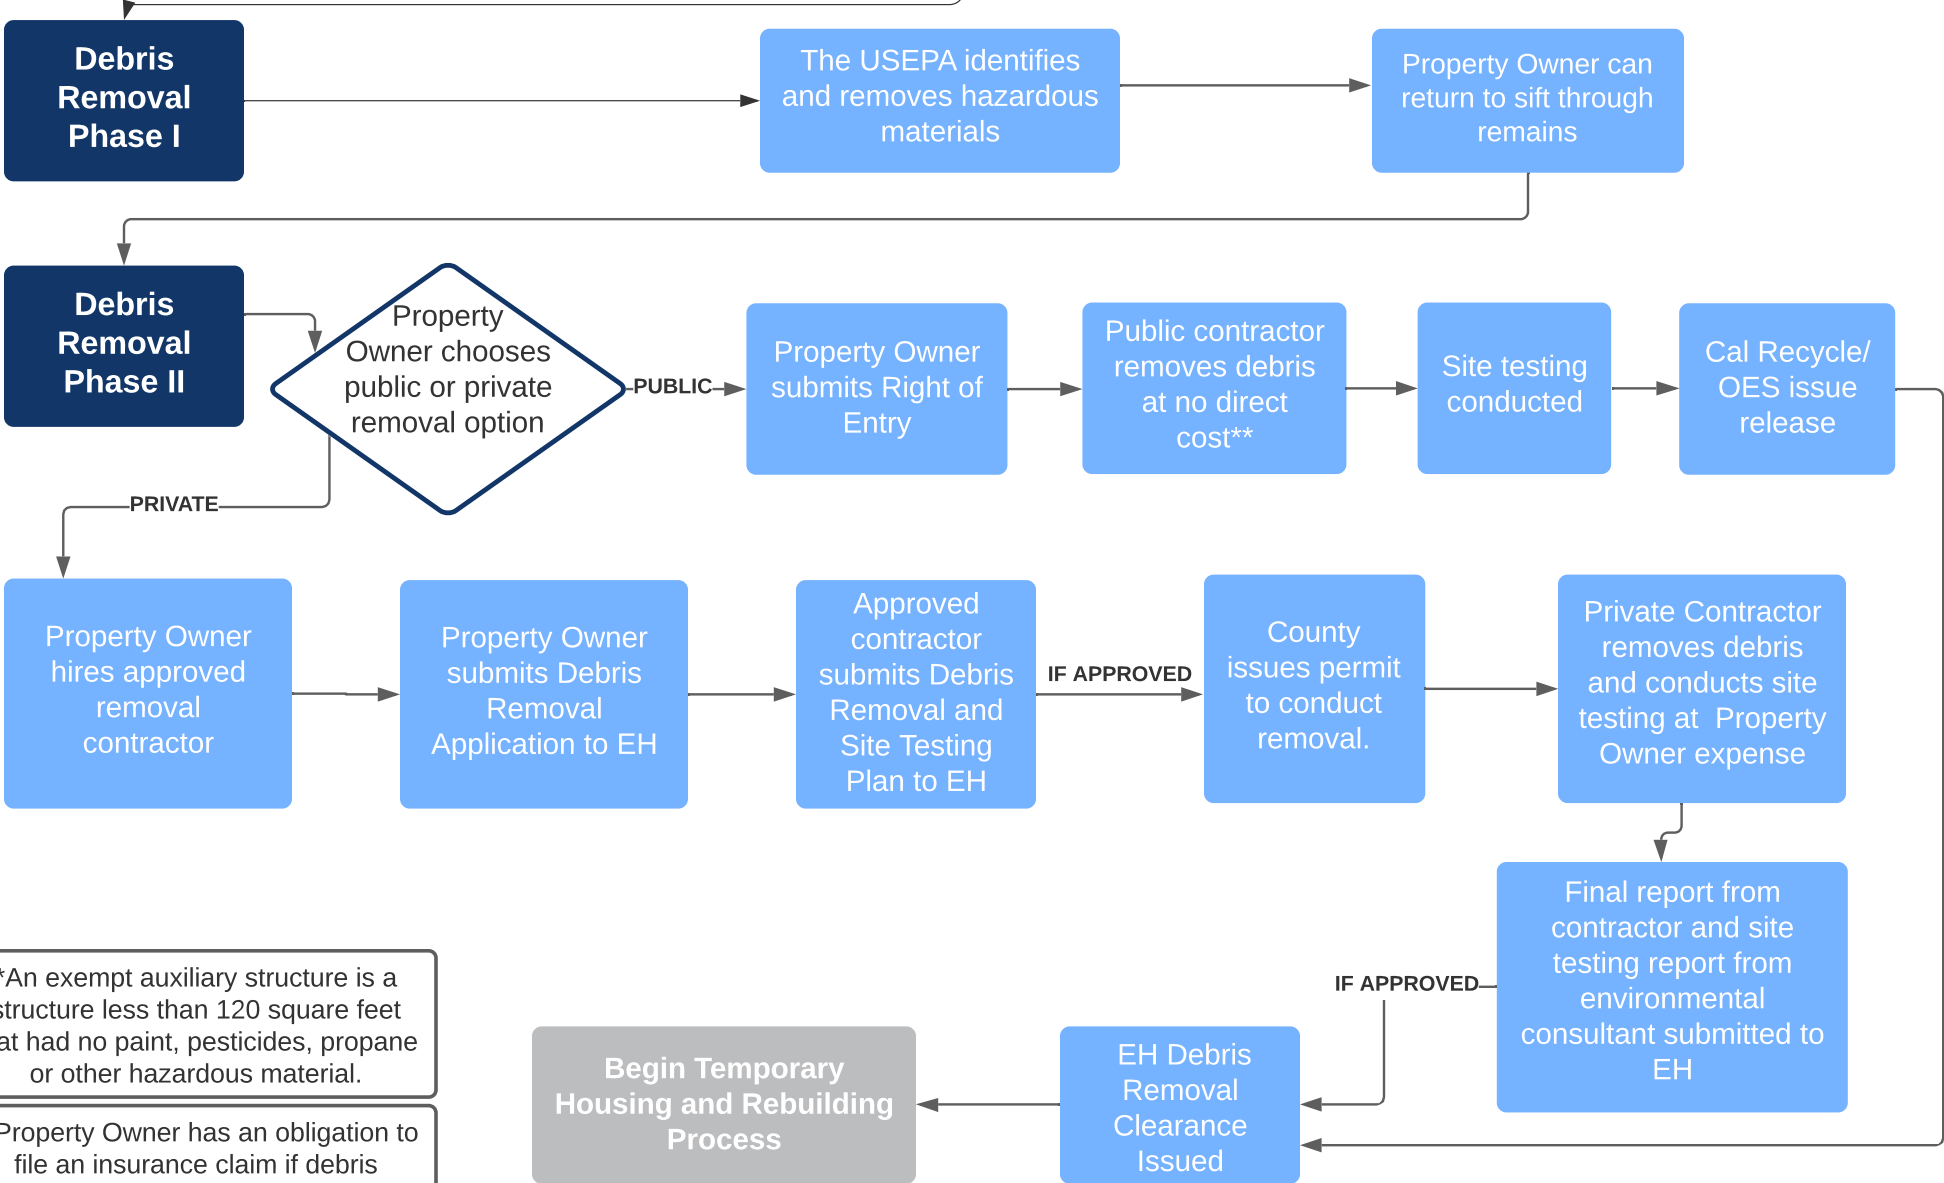 Debris
Removal
Phase I
The USEPA identifies
and removes hazardous
materials
Property Owner can
return to sift through
remains
Debris
Removal
Phase II
Property
Owner chooses
public or private
removal option
PUBLIC
Property Owner
submits Right of
Entry
Public contractor
removes debris
at no direct
cost**
Site testing
conducted
Cal Recycle/
OES issue
release
PRIVATE
Property Owner
hires approved
removal
contractor
Property Owner
submits Debris
Removal
Application to EH
Approved
contractor
submits Debris
Removal and
Site Testing
Plan to EH
IF APPROVED
County
issues permit
to conduct
removal.
Private Contractor
removes debris
and conducts site
testing at  Property
Owner expense
Final report from
contractor and site
testing report from
environmental
consultant submitted to
EH
IF APPROVED
EH Debris
Removal
Clearance
Issued
Begin Temporary
Housing and Rebuilding
Process
*An exempt auxiliary structure is a
structure less than 120 square feet
at had no paint, pesticides, propane
or other hazardous material.
Property Owner has an obligation to
file an insurance claim if debris